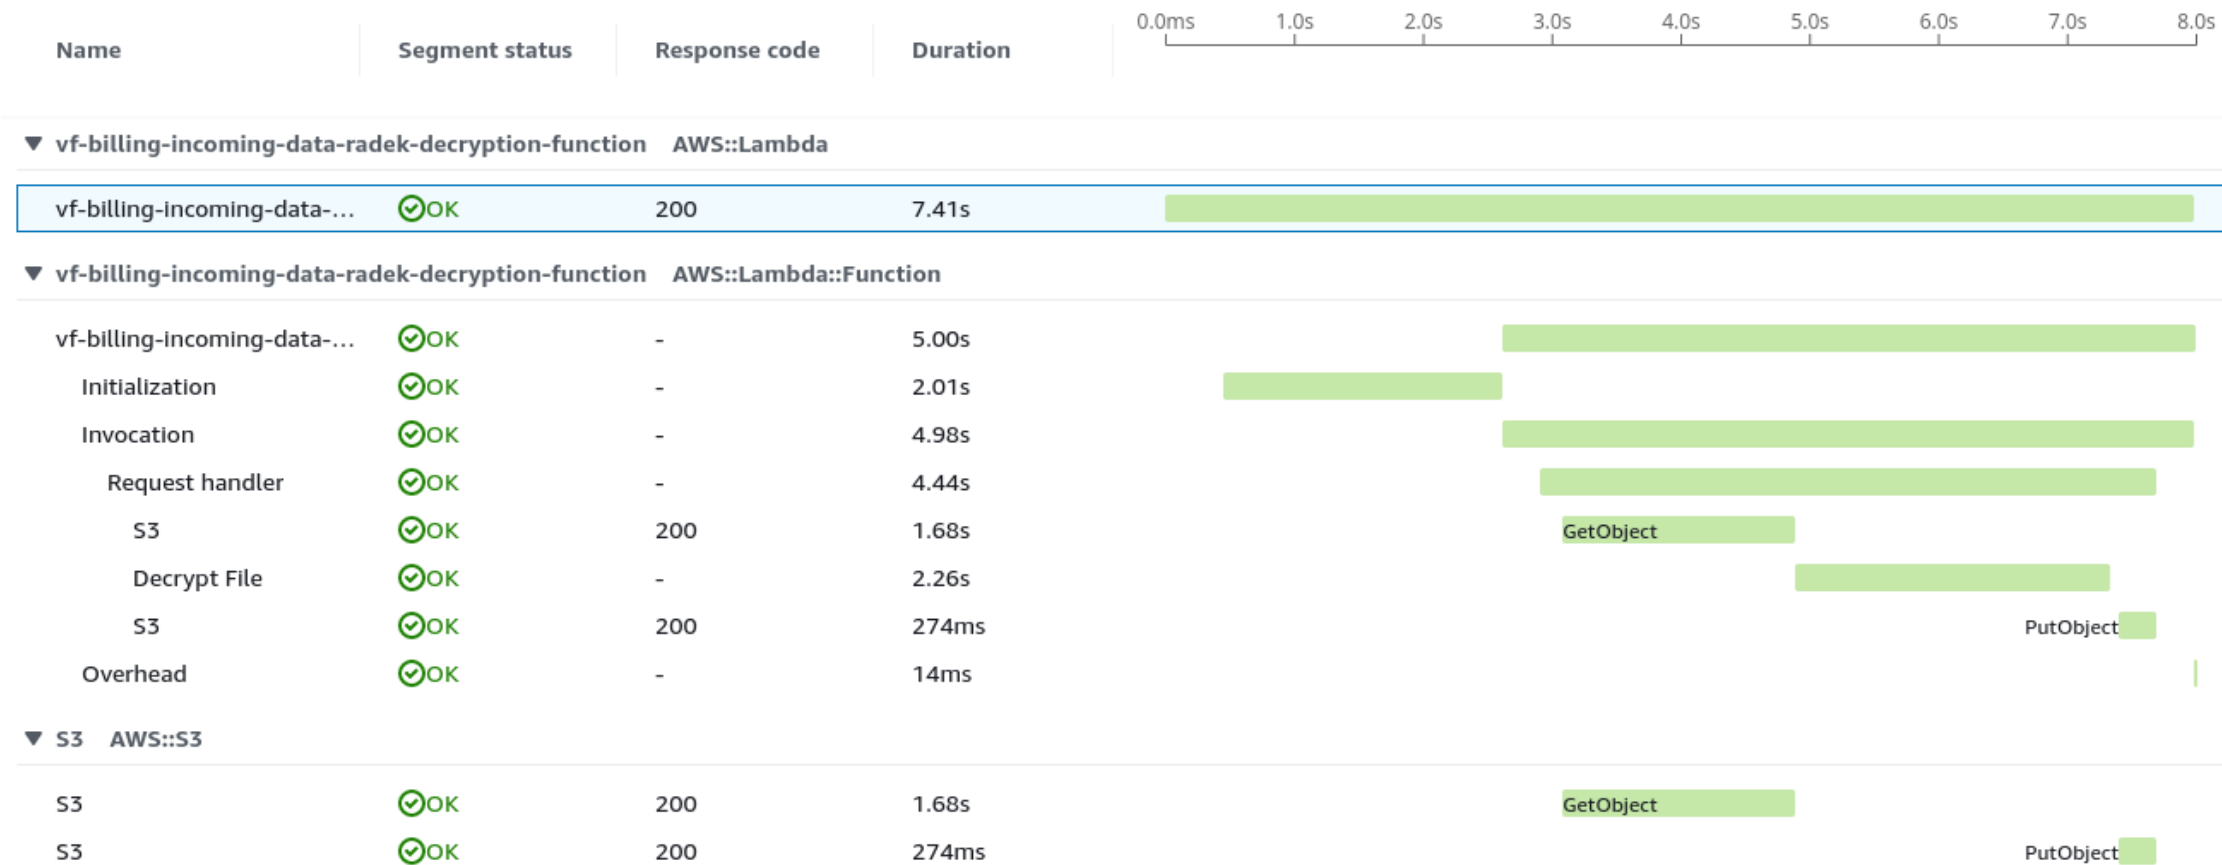 0.0ms 1.0s 2.0s 3.0s 4.0s 5.0s 6.0s 7.0s 8.0s
Name Segment status Response code Duration
vf-billing-incoming-data-radek-decryption-function AWS::Lambda
vf-billing-incoming-data-... OK 200 7.41s
vf-billing-incoming-data-radek-decryption-function AWS::Lambda::Function
vf-billing-incoming-data-... OK - 5.00s
Initialization OK - 2.01s
Invocation OK - 4.98s
Request handler OK - 4.44s
S3 OK 200 1.68s GetObject
Decrypt File OK - 2.26s
S3 OK 200 274ms PutObject
Overhead OK - 14ms
S3 AWS::S3
S3 OK 200 1.68s GetObject
S3 OK 200 274ms PutObject